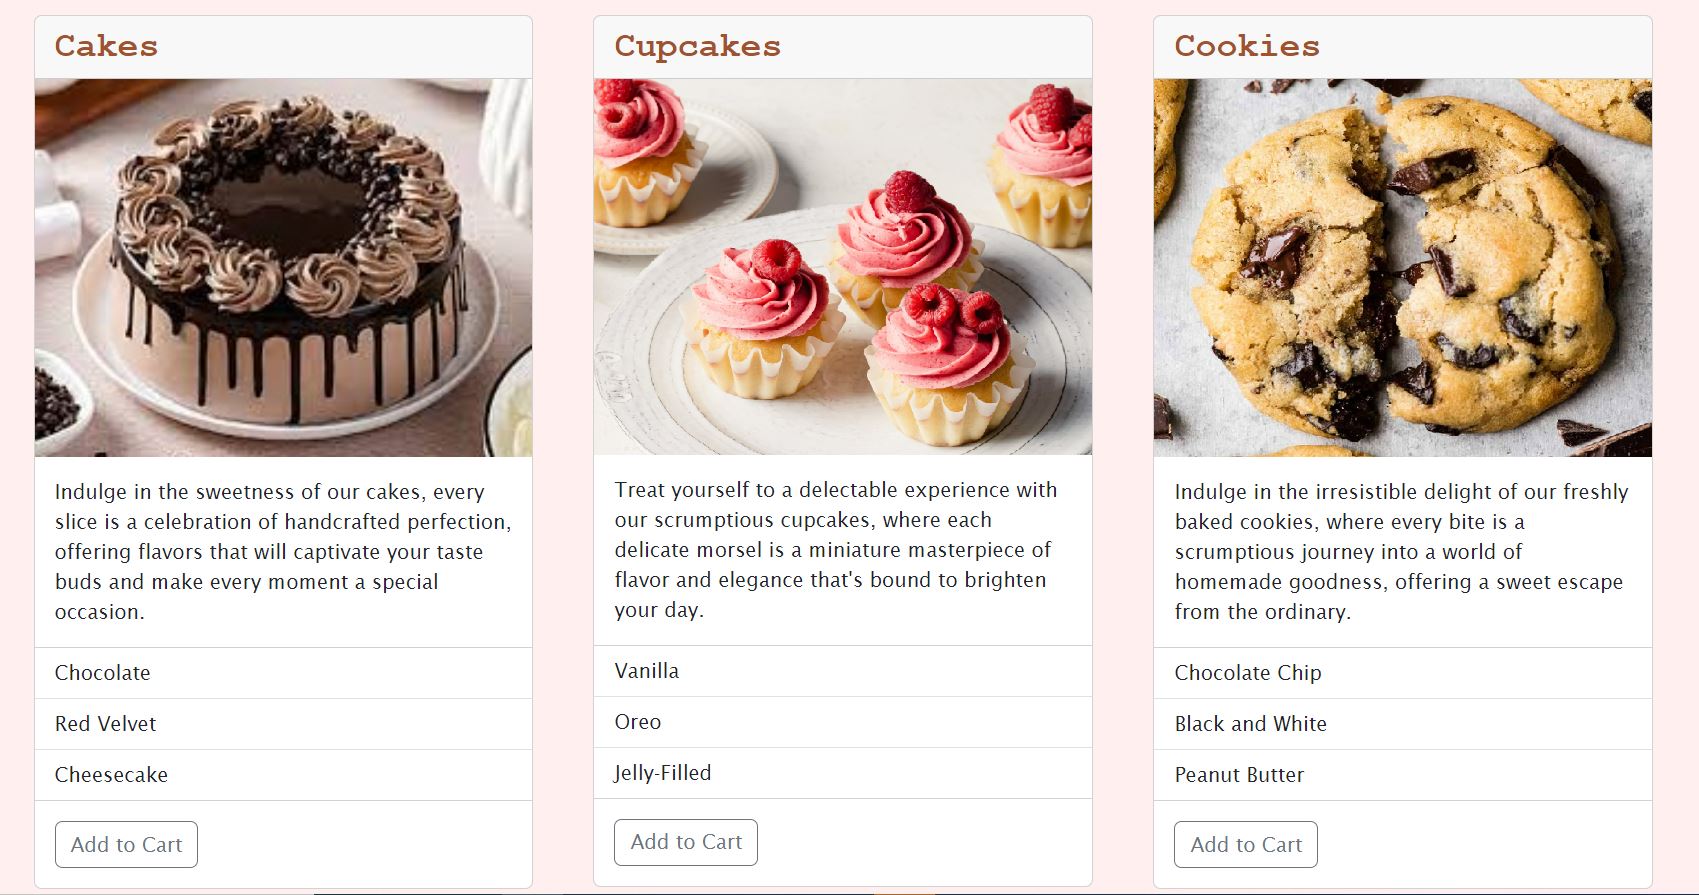 Cakes
Indulge in the sweetness of our cakes, every
slice is a celebration of handcrafted perfection,
offering flavors that will captivate your taste
buds and make every moment a special
occasion.
Chocolate
Red Velvet
Cheesecake
Add to Cart
Cupcakes
Treat yourself to a delectable experience with
our scrumptious cupcakes, where each
delicate morsel is a miniature masterpiece of
flavor and elegance that's bound to brighten
your day.
Vanilla
Oreo
Jelly-Filled
Add to Cart
Cookies
Indulge in the irresistible delight of our freshly
baked cookies, where every bite is a
scrumptious journey into a world of
homemade goodness, offering a sweet escape
from the ordinary.
Chocolate Chip
Black and White
Peanut Butter
Add to Cart